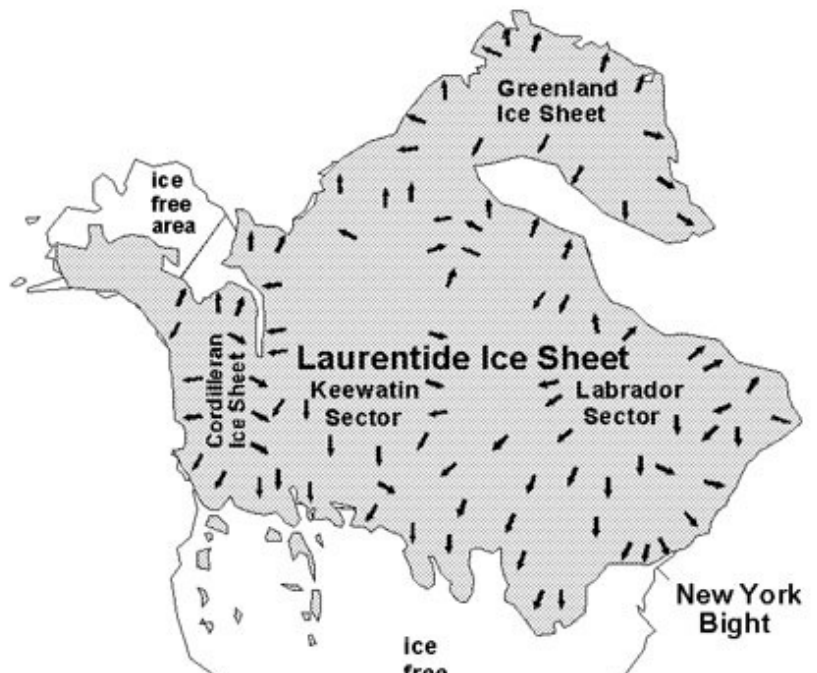 Greenland
Ice Sheet
ice
free
area
Laurentide Ice Sheet
Keewatin
Sector
Labrador
Sector
Cordilleran
Ice Sheet
New York
Bight
ice
free